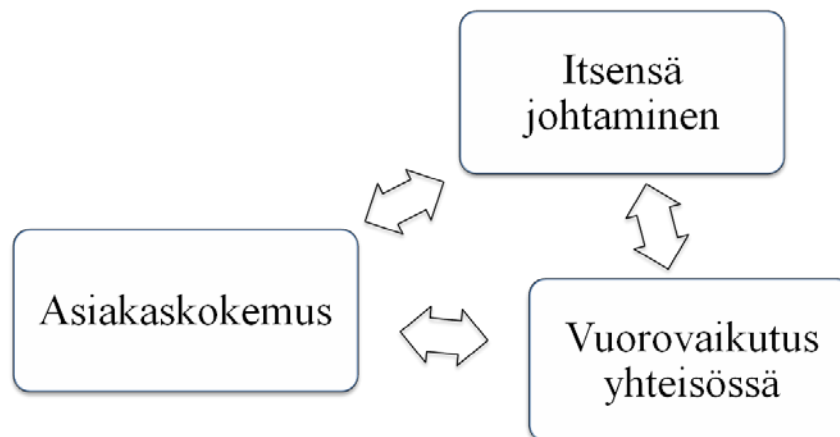 Itsensä
johtaminen
Asiakaskokemus
Vuorovaikutus
yhteisössä